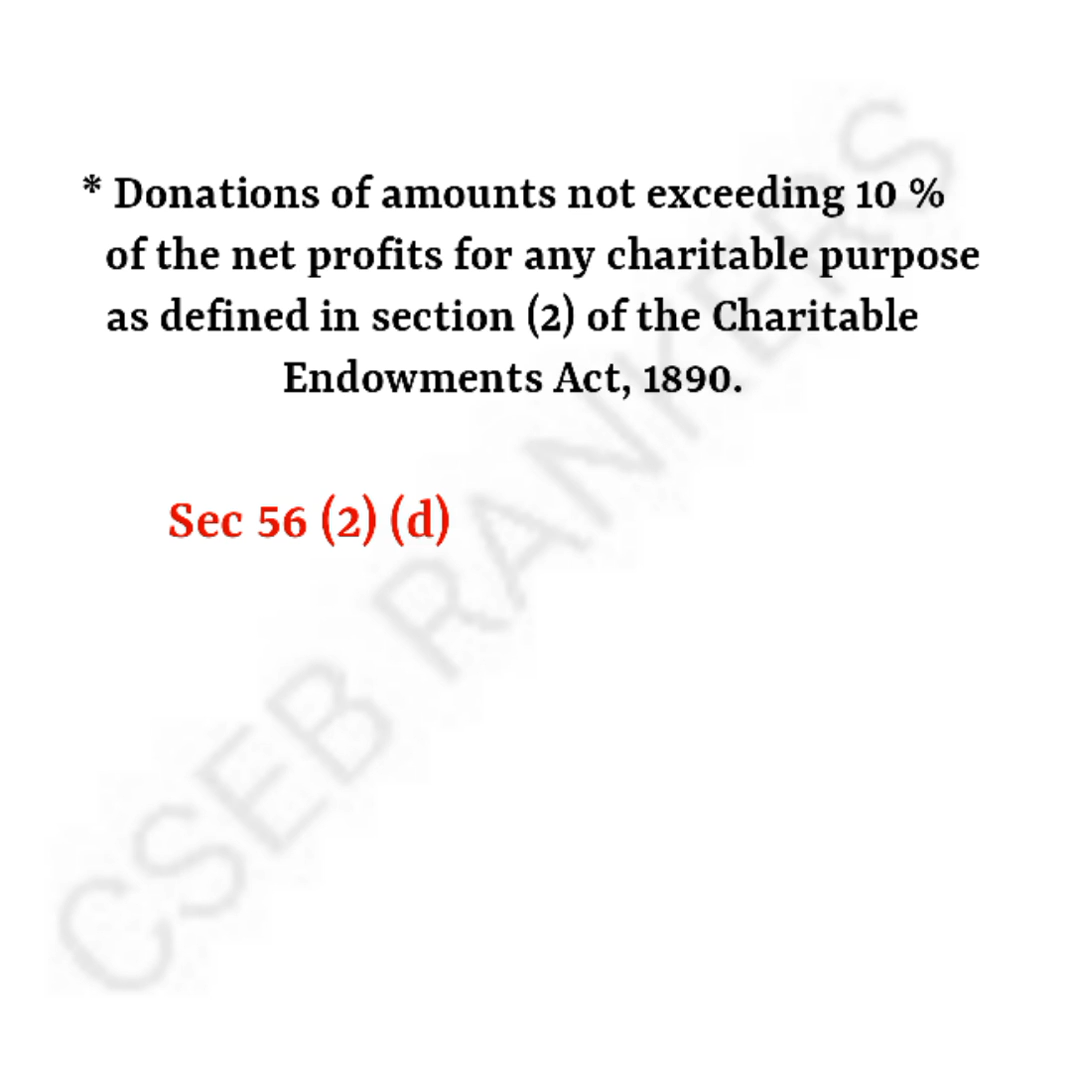 * Donations of amounts not exceeding 10 %
of the net profits for any charitable purpose
as defined in section (2) of the Charitable
Endowments Act, 1890.
Sec 56 (2) (d)
CSEB RANKERS